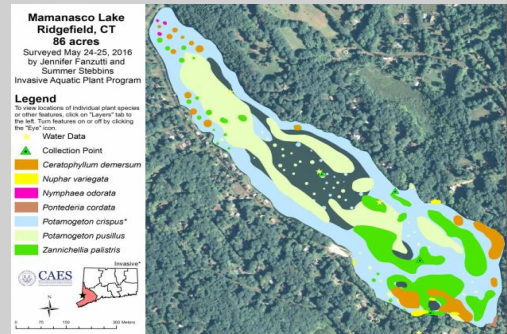 Mamanasco Lake
Ridgefield, CT
86 acres
Surveyed May 24-25, 2016
by Jennifer Fanzutti and
Summer Stebbins
Invasive Aquatic Plant Program
Legend
To view locations of individual plant species
or other features, click on "Layers" tab to
the left. Turn features on or off by clicking
the "Eye" icon.
Water Data
Collection Point
Ceratophyllum demersum
Nuphar variegata
Nymphaea odorata
Pontederia cordata
Potamogeton crispus*
Potamogeton pusillus
Zannichellia palistris
Invasive*
CAES
N
0 75 150 300 Meters